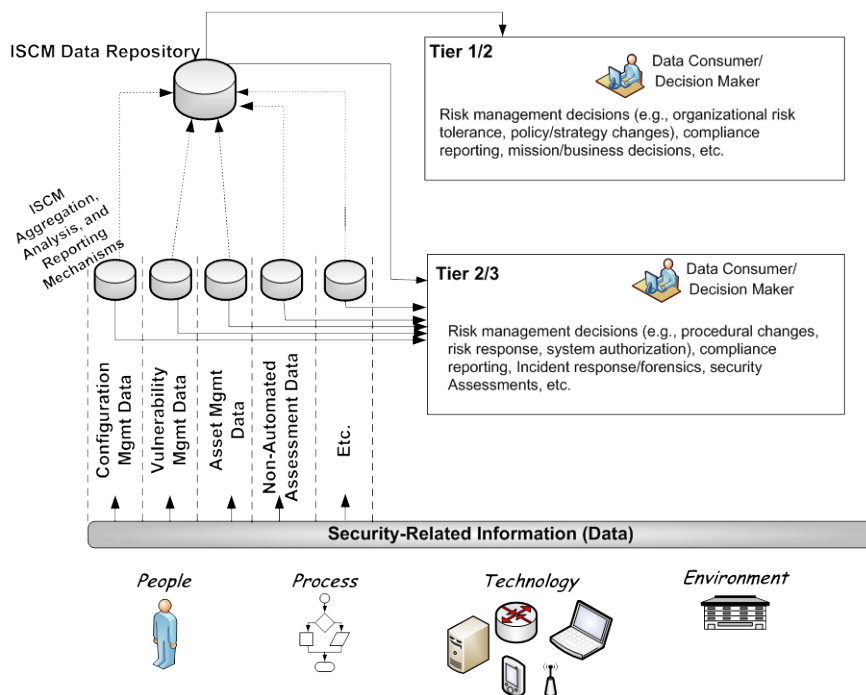 ISCM Data Repository
Tier 1/2
Data Consumer/
Decision Maker
Risk management decisions (e.g., organizational risk
tolerance, policy/strategy changes), compliance
reporting, mission/business decisions, etc.
ISCM
Aggregation,
Analysis, and
Reporting
Mechanisms
Tier 2/3
Data Consumer/
Decision Maker
Risk management decisions (e.g., procedural changes,
risk response, system authorization), compliance
reporting, Incident response/forensics, security
Assessments, etc.
Configuration
Mgmt Data
Vulnerability
Mgmt Data
Asset Mgmt
Data
Non-Automated
Assessment Data
Etc.
Security-Related Information (Data)
People
Process
Technology
Environment